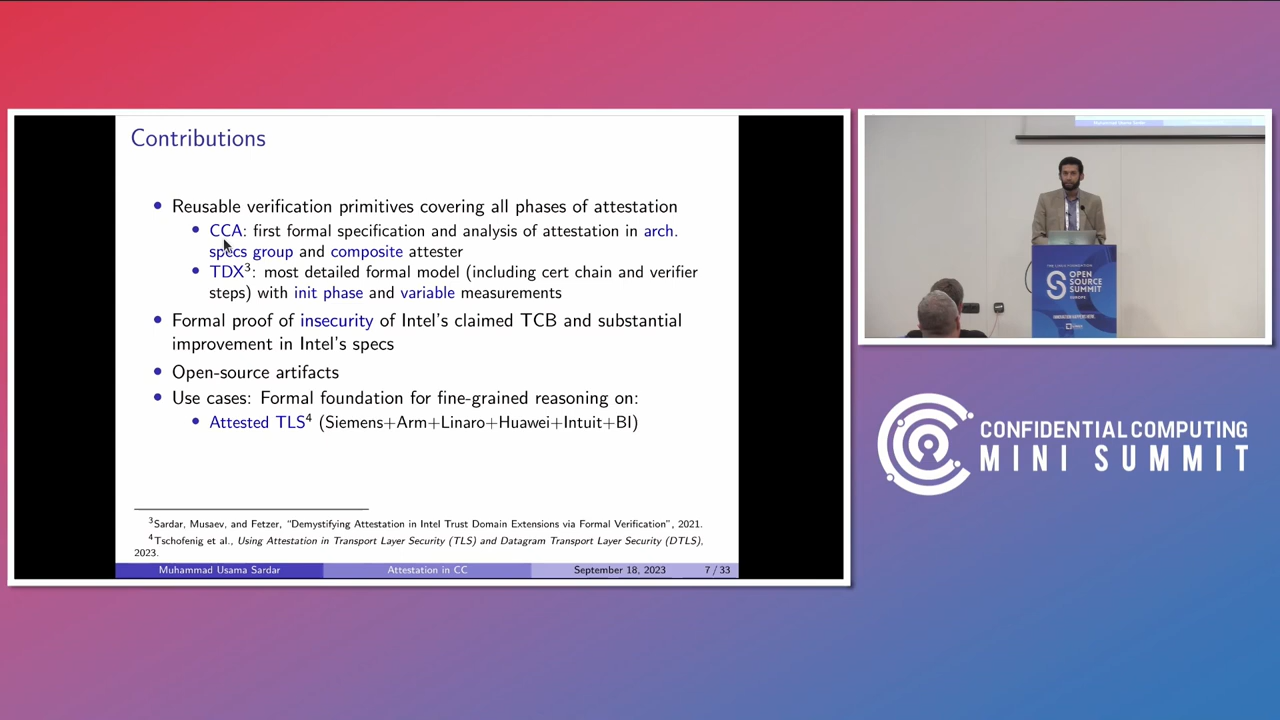 Contributions
• Reusable verification primitives covering all phases of attestation
• CCA: first formal specification and analysis of attestation in arch.
specs group and composite attester
• TDX3: most detailed formal model (including cert chain and verifier
steps) with init phase and variable measurements
• Formal proof of insecurity of Intel's claimed TCB and substantial
improvement in Intel's specs
• Open-source artifacts
• Use cases: Formal foundation for fine-grained reasoning on:
• Attested TLS4 (Siemens+Arm+Linaro+Huawei+Intuit+BI)
3Sardar, Musaev, and Fetzer, "Demystifying Attestation in Intel Trust Domain Extensions via Formal Verification", 2021.
4Tschofenig et al., Using Attestation in Transport Layer Security (TLS) and Datagram Transport Layer Security (DTLS),
2023.
Muhammad Usama Sardar Attestation in CC September 18, 2023 7 / 33
THE LINUX FOUNDATION
OPEN
SOURCE
SUMMIT
EUROPE
CONFIDENTIAL COMPUTING
MINI SUMMIT